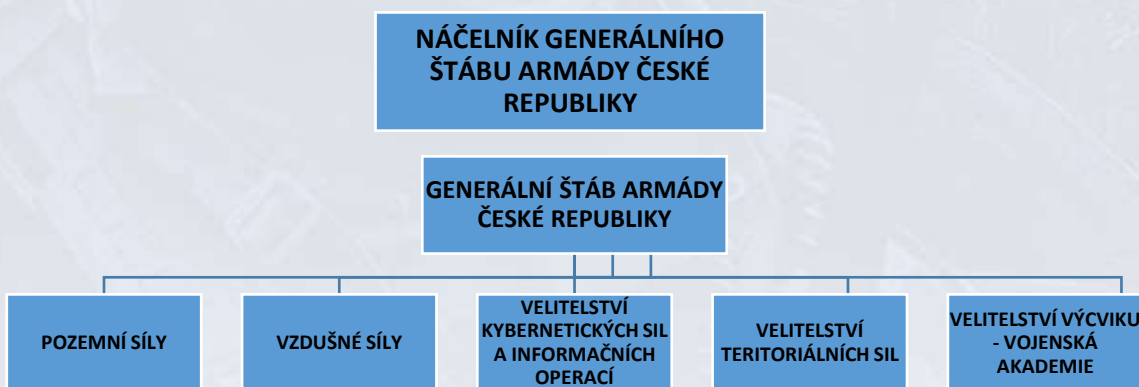 NÁČELNÍK GENERÁLNÍHO
ŠTÁBU ARMÁDY ČESKÉ
REPUBLIKY
GENERÁLNÍ ŠTÁB ARMÁDY
ČESKÉ REPUBLIKY
POZEMNÍ SÍLY
VZDUŠNÉ SÍLY
VELITELSTVÍ
KYBERNETICKÝCH SIL
A INFORMAČNÍCH
OPERACÍ
VELITELSTVÍ
TERITORIÁLNÍCH SIL
VELITELSTVÍ VÝCVIKU
- VOJENSKÁ
AKADEMIE